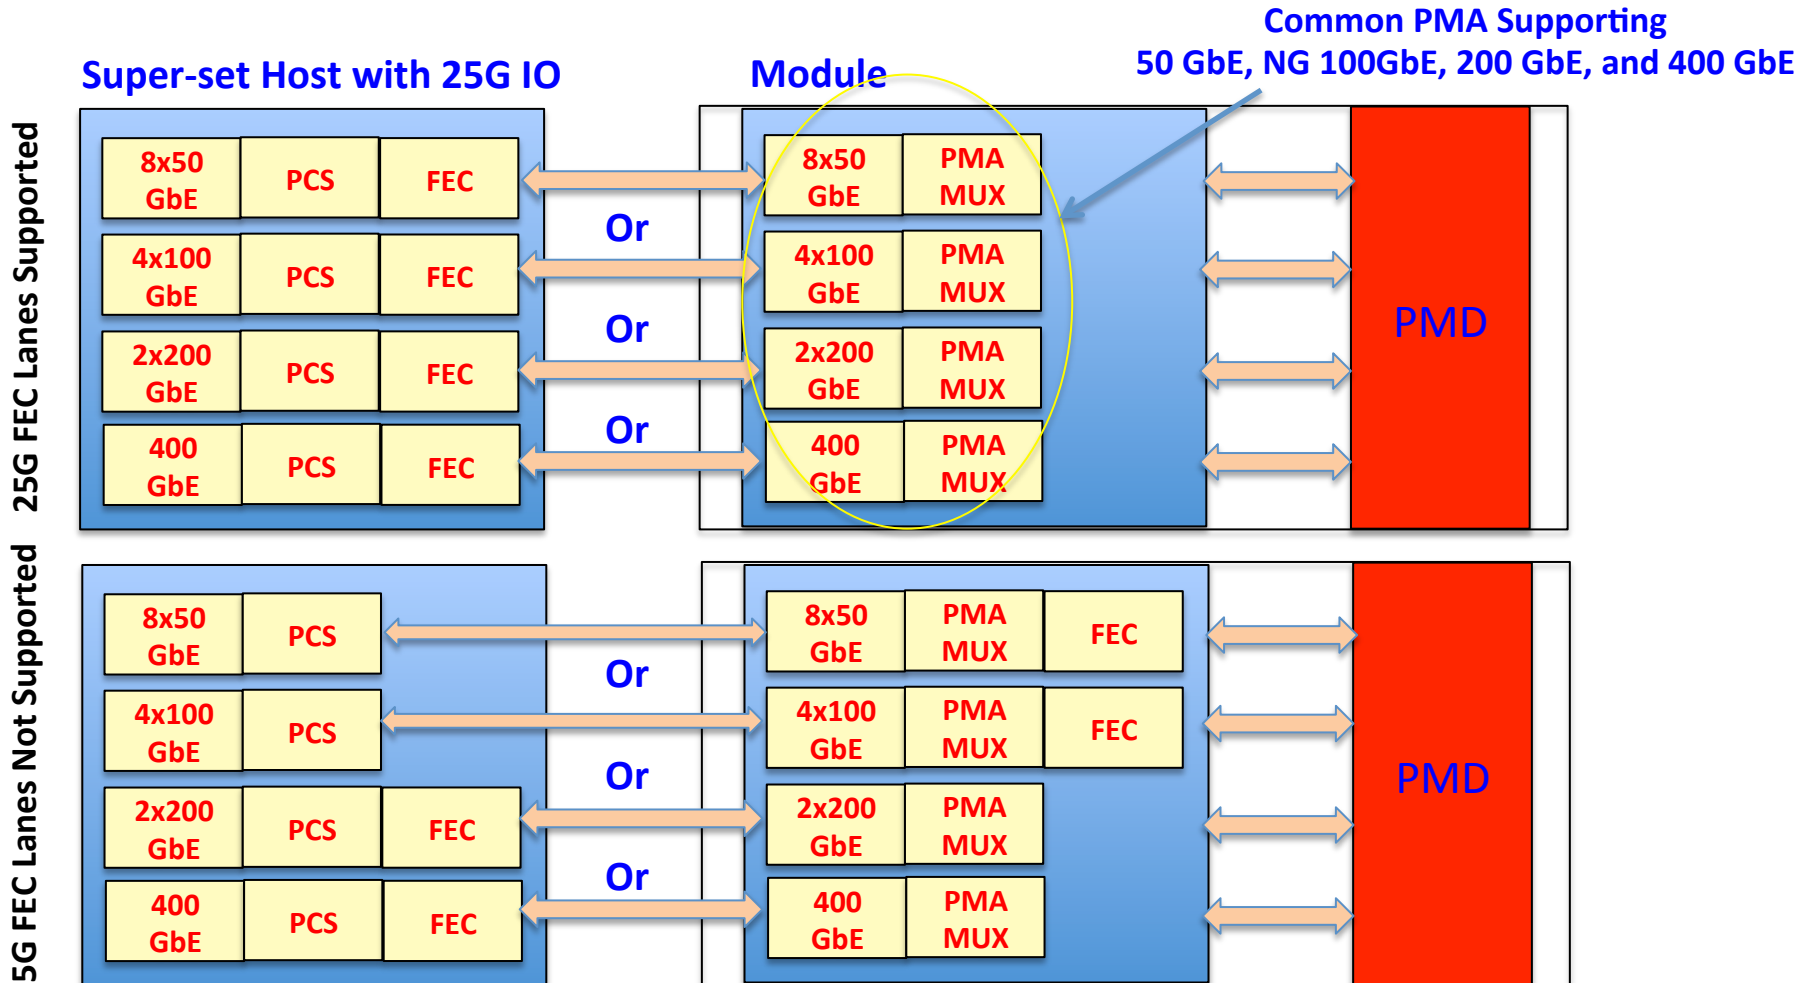 Common PMA Supporting
50 GbE, NG 100GbE, 200 GbE, and 400 GbE
Super-set Host with 25G IO
Module
25G FEC Lanes Supported
8x50
GbE
PCS
FEC
Or
8x50
GbE
PMA
MUX
4x100
GbE
PCS
FEC
Or
4x100
GbE
PMA
MUX
2x200
GbE
PCS
FEC
Or
2x200
GbE
PMA
MUX
400
GbE
PCS
FEC
400
GbE
PMA
MUX
PMD
5G FEC Lanes Not Supported
8x50
GbE
PCS
Or
8x50
GbE
PMA
MUX
FEC
4x100
GbE
PCS
Or
4x100
GbE
PMA
MUX
FEC
2x200
GbE
PCS
FEC
Or
2x200
GbE
PMA
MUX
400
GbE
PCS
FEC
400
GbE
PMA
MUX
PMD